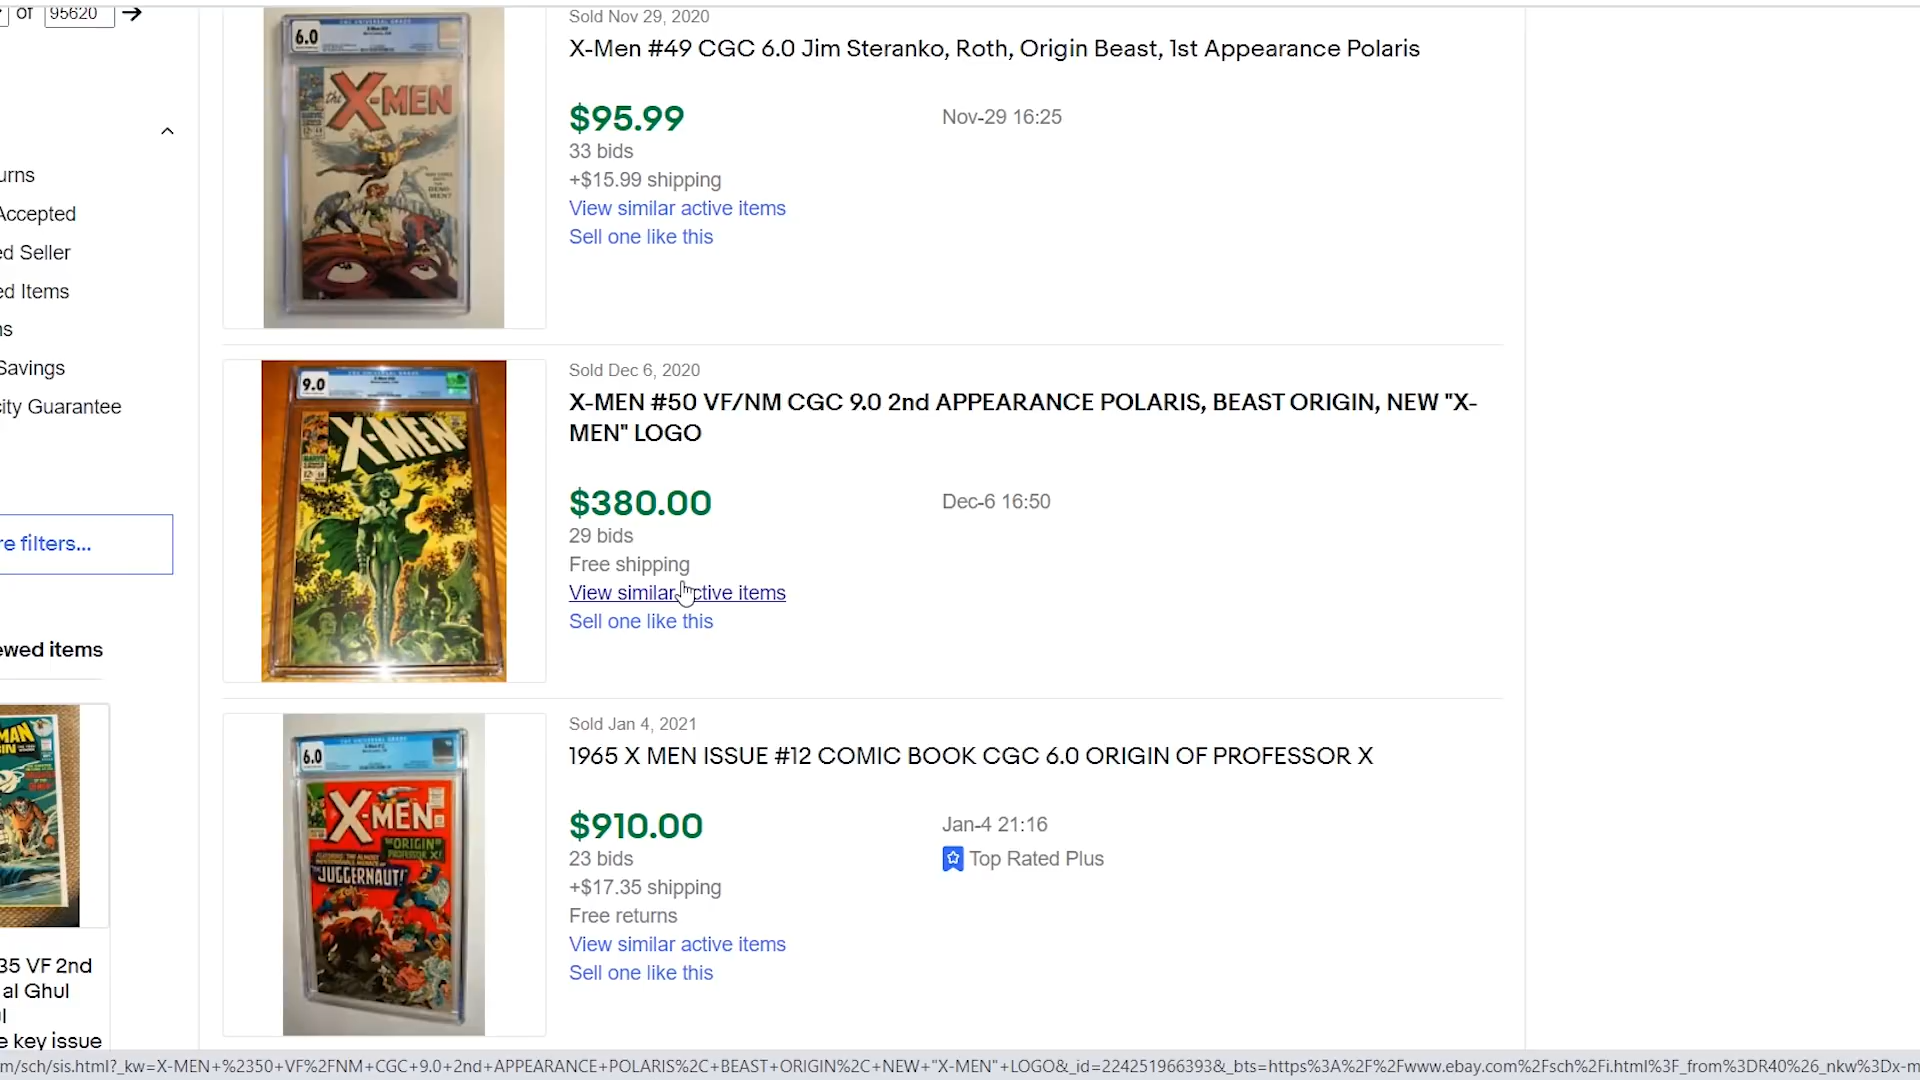 of 95620
Sold Nov 29, 2020
X-Men #49 CGC 6.0 Jim Steranko, Roth, Origin Beast, 1st Appearance Polaris
$95.99
Nov-29 16:25
33 bids
+$15.99 shipping
View similar active items
Sell one like this
6.0
the X-MEN
urns
Accepted
ed Seller
ed Items
ns
Savings
city Guarantee
re filters...
ewed items
Sold Dec 6, 2020
X-MEN #50 VF/NM CGC 9.0 2nd APPEARANCE POLARIS, BEAST ORIGIN, NEW "X-
MEN" LOGO
$380.00
Dec-6 16:50
29 bids
Free shipping
View similar active items
Sell one like this
9.0
X-MEN
Sold Jan 4, 2021
1965 X MEN ISSUE #12 COMIC BOOK CGC 6.0 ORIGIN OF PROFESSOR X
$910.00
Jan-4 21:16
23 bids
Top Rated Plus
+$17.35 shipping
Free returns
View similar active items
Sell one like this
6.0
X-MEN
"ORIGIN"
PROFESSOR X!
JUGGERNAUT!
35 VF 2nd
al Ghul
e key issue
m/sch/sis.html?_kw=X-MEN+%2350+VF%2FNM+CGC+9.0+2nd+APPEARANCE+POLARIS%2C+BEAST+ORIGIN%2C+NEW+"X-MEN"+LOGO&_id=224251966393&_bts=https%3A%2F%2Fwww.ebay.com%2Fsch%2Fi.html%3F_from%3DR40%26_nkw%3Dx-m